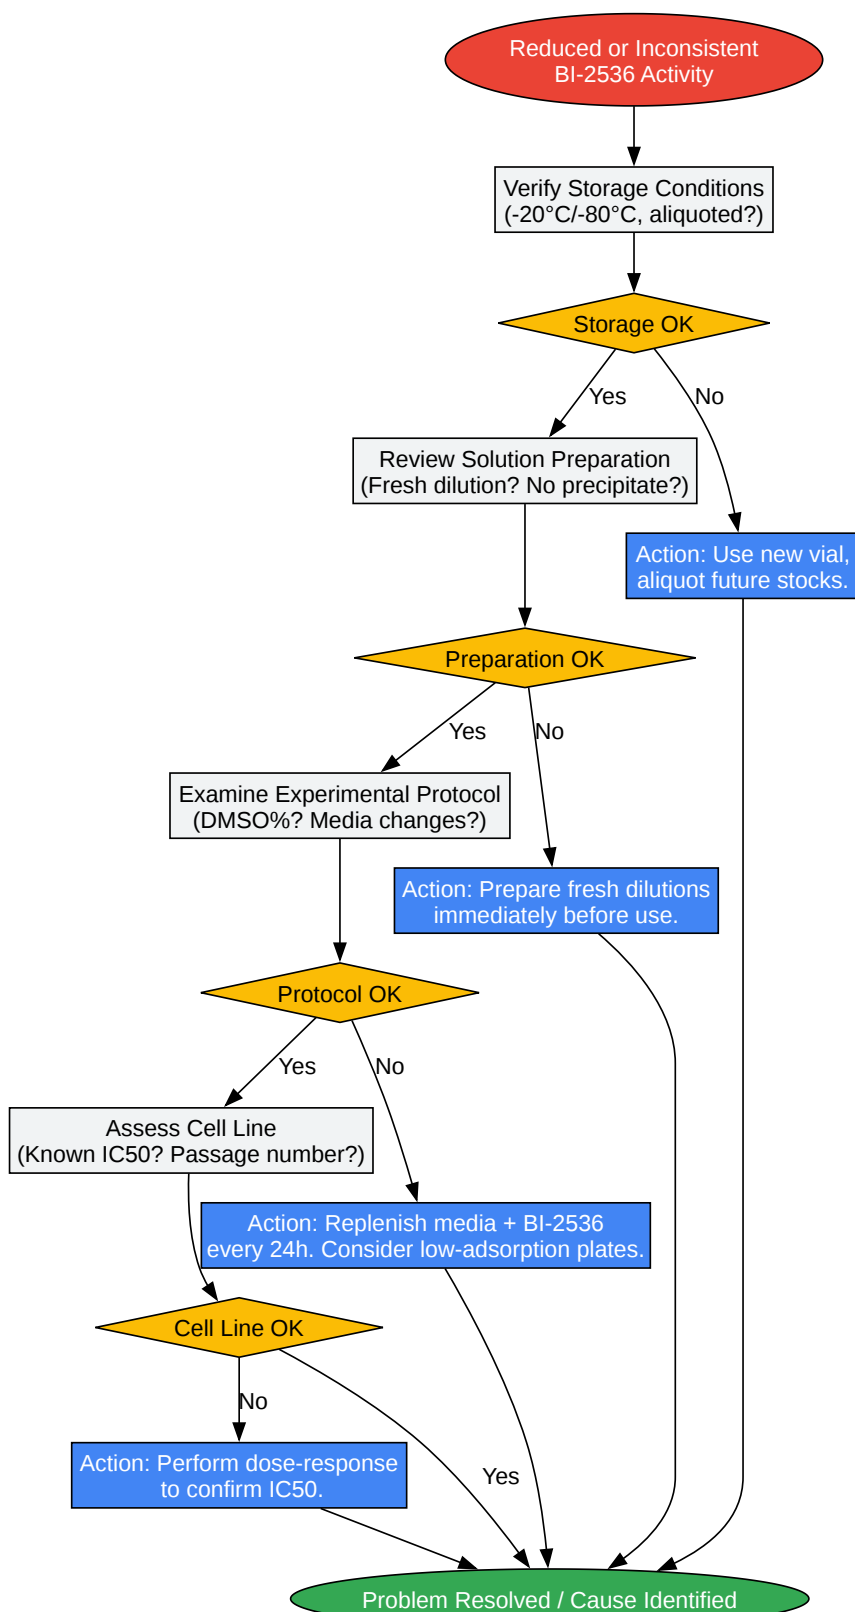 Reduced or Inconsistent
BI-2536 Activity
Verify Storage Conditions
(-20°C/-80°C, aliquoted?)
Storage OK
Yes
No
Review Solution Preparation
(Fresh dilution? No precipitate?)
Action: Use new vial,
aliquot future stocks.
Preparation OK
Yes
No
Examine Experimental Protocol
(DMSO%? Media changes?)
Action: Prepare fresh dilutions
immediately before use.
Protocol OK
Yes
No
Assess Cell Line
(Known IC50? Passage number?)
Action: Replenish media + BI-2536
every 24h. Consider low-adsorption plates.
Cell Line OK
No
Yes
Action: Perform dose-response
to confirm IC50.
Problem Resolved / Cause Identified